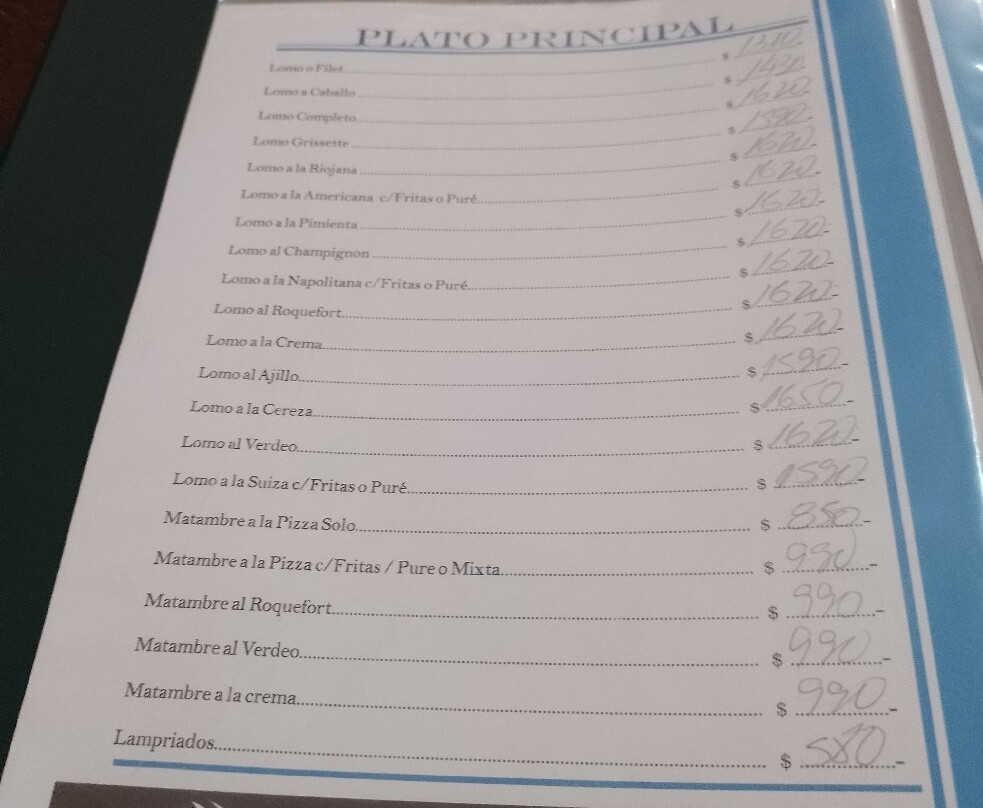 PLATO PRINCIPAL
Lomo o Filet $ 1310.-
Lomo a Caballo $ 1430.-
Lomo Completo $ 1620.-
Lomo Grissette $ 1590.-
Lomo a la Riojana $ 1620.-
Lomo a la Americana c/Fritas o Puré $ 1620.-
Lomo a la Pimienta $ 1620.-
Lomo al Champignon $ 1620.-
Lomo a la Napolitana c/Fritas o Puré $ 1620.-
Lomo al Roquefort $ 1620.-
Lomo a la Crema $ 1620.-
Lomo al Ajillo $ 1590.-
Lomo a la Cereza $ 1650.-
Lomo al Verdeo $ 1620.-
Lomo a la Suiza c/Fritas o Puré $ 1590.-
Matambre a la Pizza Solo $ 850.-
Matambre a la Pizza c/Fritas / Pure o Mixta $ 990.-
Matambre al Roquefort $ 990.-
Matambre al Verdeo $ 990.-
Matambre a la crema $ 990.-
Lampriados $ 580.-